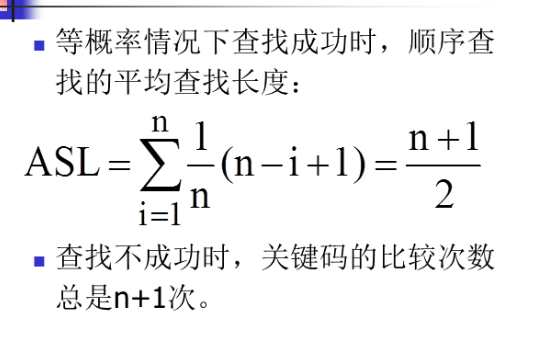 等概率情况下查找成功时，顺序查
找的平均查找长度：
ASL = ∑_{i=1}^{n} \frac{1}{n}(n-i+1) = \frac{n+1}{2}
查找不成功时，关键码的比较次数
总是n+1次。